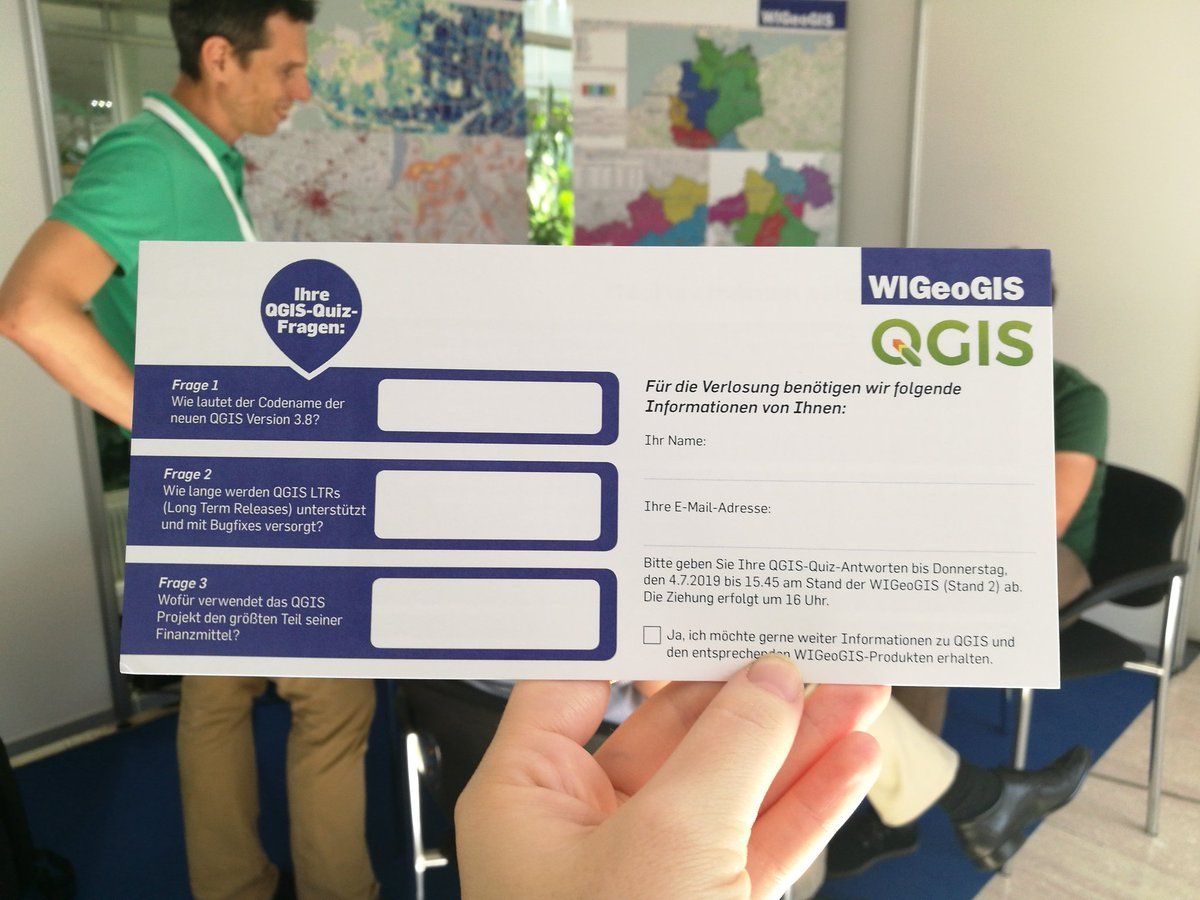 WIGeoGIS
Ihre
QGIS-Quiz-
Fragen:
WIGeoGIS
QGIS
Frage 1
Wie lautet der Codename der
neuen QGIS Version 3.8?
Frage 2
Wie lange werden QGIS LTRs
(Long Term Releases) unterstützt
und mit Bugfixes versorgt?
Frage 3
Wofür verwendet das QGIS
Projekt den größten Teil seiner
Finanzmittel?
Für die Verlosung benötigen wir folgende
Informationen von Ihnen:
Ihr Name:
Ihre E-Mail-Adresse:
Bitte geben Sie Ihre QGIS-Quiz-Antworten bis Donnerstag,
den 4.7.2019 bis 15.45 am Stand der WIGeoGIS (Stand 2) ab.
Die Ziehung erfolgt um 16 Uhr.
Ja, ich möchte gerne weiter Informationen zu QGIS und
den entsprechenden WIGeoGIS-Produkten erhalten.